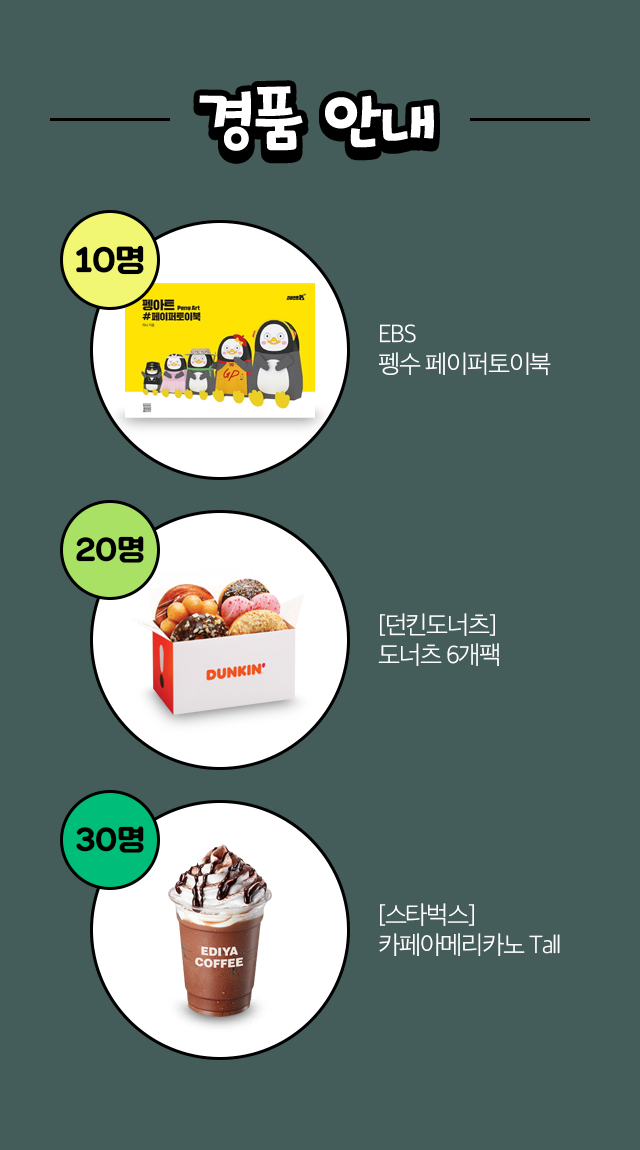 경품 안내
10명
펭아트 Peng Art
#페이퍼토이북
EBS
펭수 페이퍼토이북
20명
DUNKIN'
[던킨도너츠]
도너츠 6개팩
30명
EDIYA
COFFEE
[스타벅스]
카페아메리카노 Tall